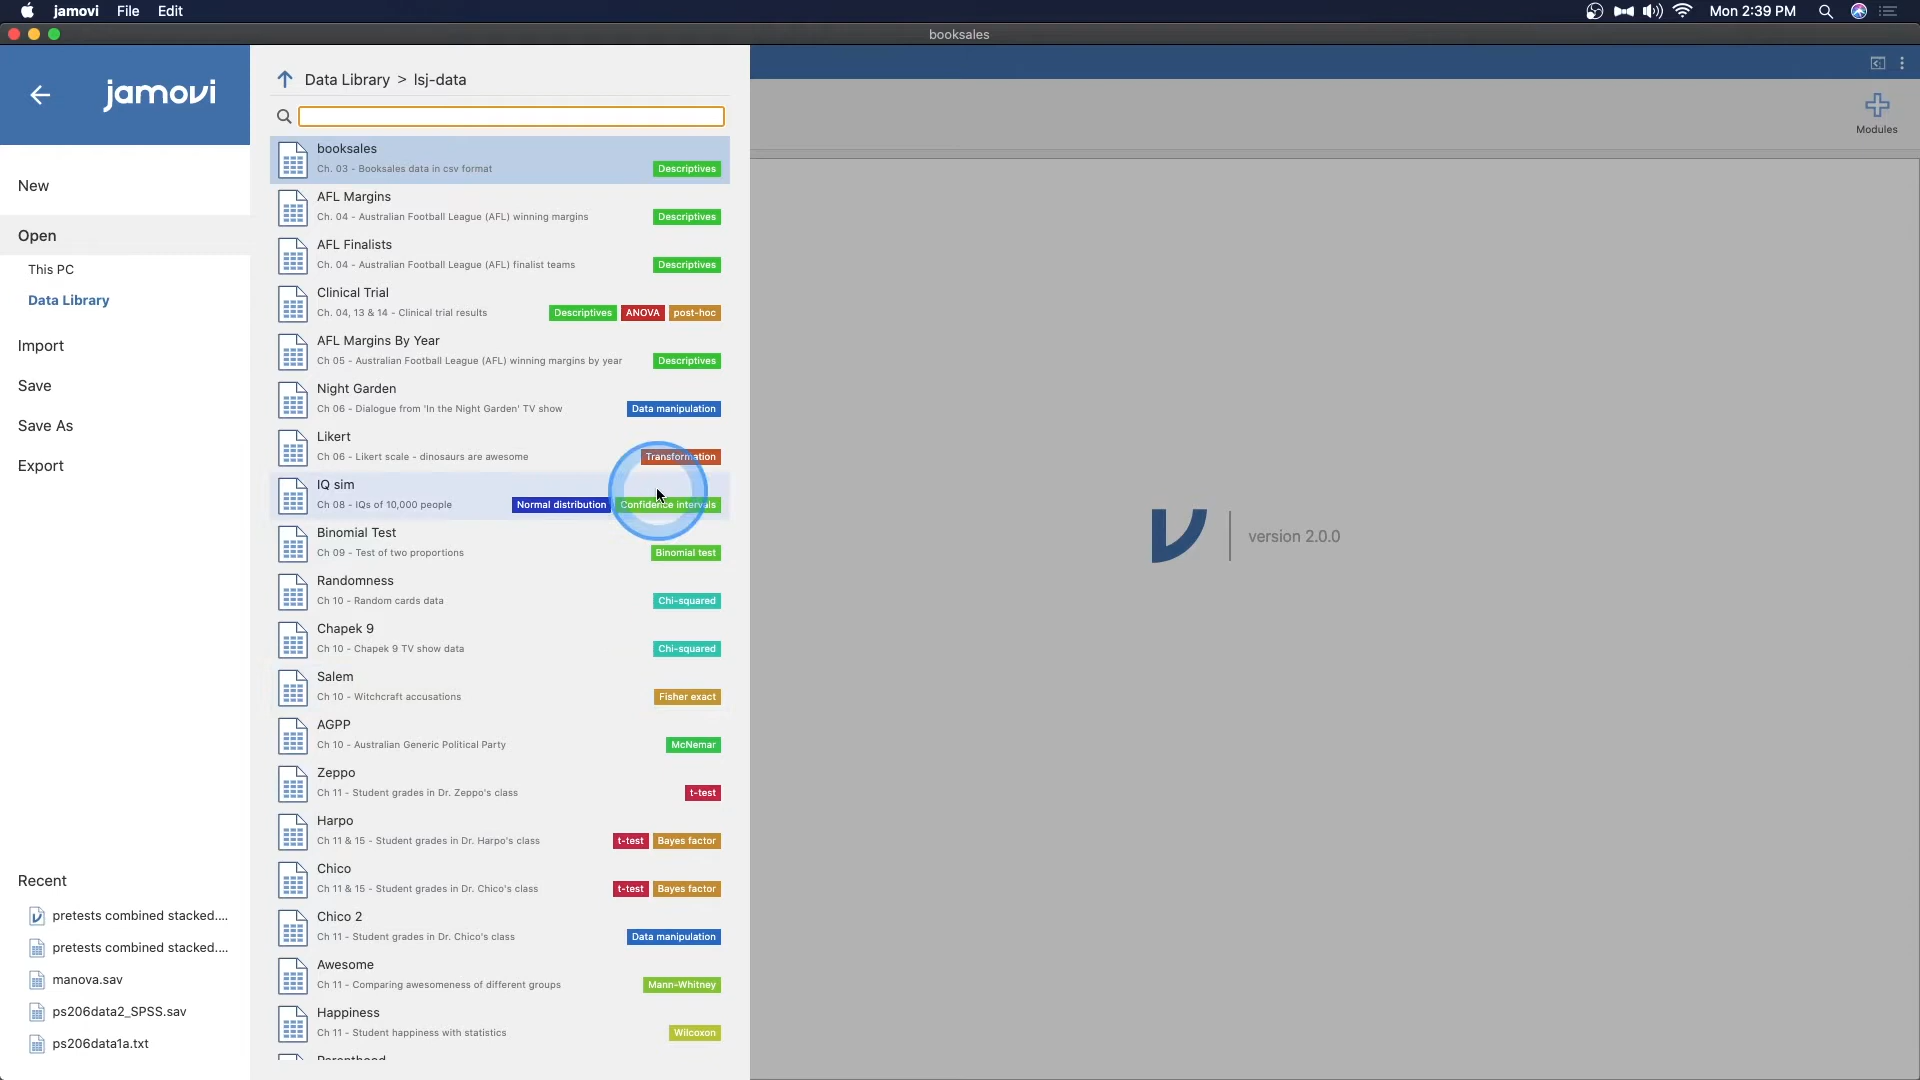 jamovi File Edit
Mon 2:39 PM
booksales
jamovi
New
Open
This PC
Data Library
Import
Save
Save As
Export
Recent
pretests combined stacked....
pretests combined stacked....
manova.sav
ps206data2_SPSS.sav
ps206data1a.txt
Data Library > lsj-data
booksales
Ch. 03 - Booksales data in csv format Descriptives
AFL Margins
Ch. 04 - Australian Football League (AFL) winning margins Descriptives
AFL Finalists
Ch. 04 - Australian Football League (AFL) finalist teams Descriptives
Clinical Trial
Ch. 04, 13 & 14 - Clinical trial results Descriptives ANOVA post-hoc
AFL Margins By Year
Ch 05 - Australian Football League (AFL) winning margins by year Descriptives
Night Garden
Ch 06 - Dialogue from 'In the Night Garden' TV show Data manipulation
Likert
Ch 06 - Likert scale - dinosaurs are awesome Transformation
IQ sim
Ch 08 - IQs of 10,000 people Normal distribution Confidence intervals
Binomial Test
Ch 09 - Test of two proportions Binomial test
Randomness
Ch 10 - Random cards data Chi-squared
Chapek 9
Ch 10 - Chapek 9 TV show data Chi-squared
Salem
Ch 10 - Witchcraft accusations Fisher exact
AGPP
Ch 10 - Australian Generic Political Party McNemar
Zeppo
Ch 11 - Student grades in Dr. Zeppo's class t-test
Harpo
Ch 11 & 15 - Student grades in Dr. Harpo's class t-test Bayes factor
Chico
Ch 11 & 15 - Student grades in Dr. Chico's class t-test Bayes factor
Chico 2
Ch 11 - Student grades in Dr. Chico's class Data manipulation
Awesome
Ch 11 - Comparing awesomeness of different groups Mann-Whitney
Happiness
Ch 11 - Student happiness with statistics Wilcoxon
Parenthood
Modules
version 2.0.0